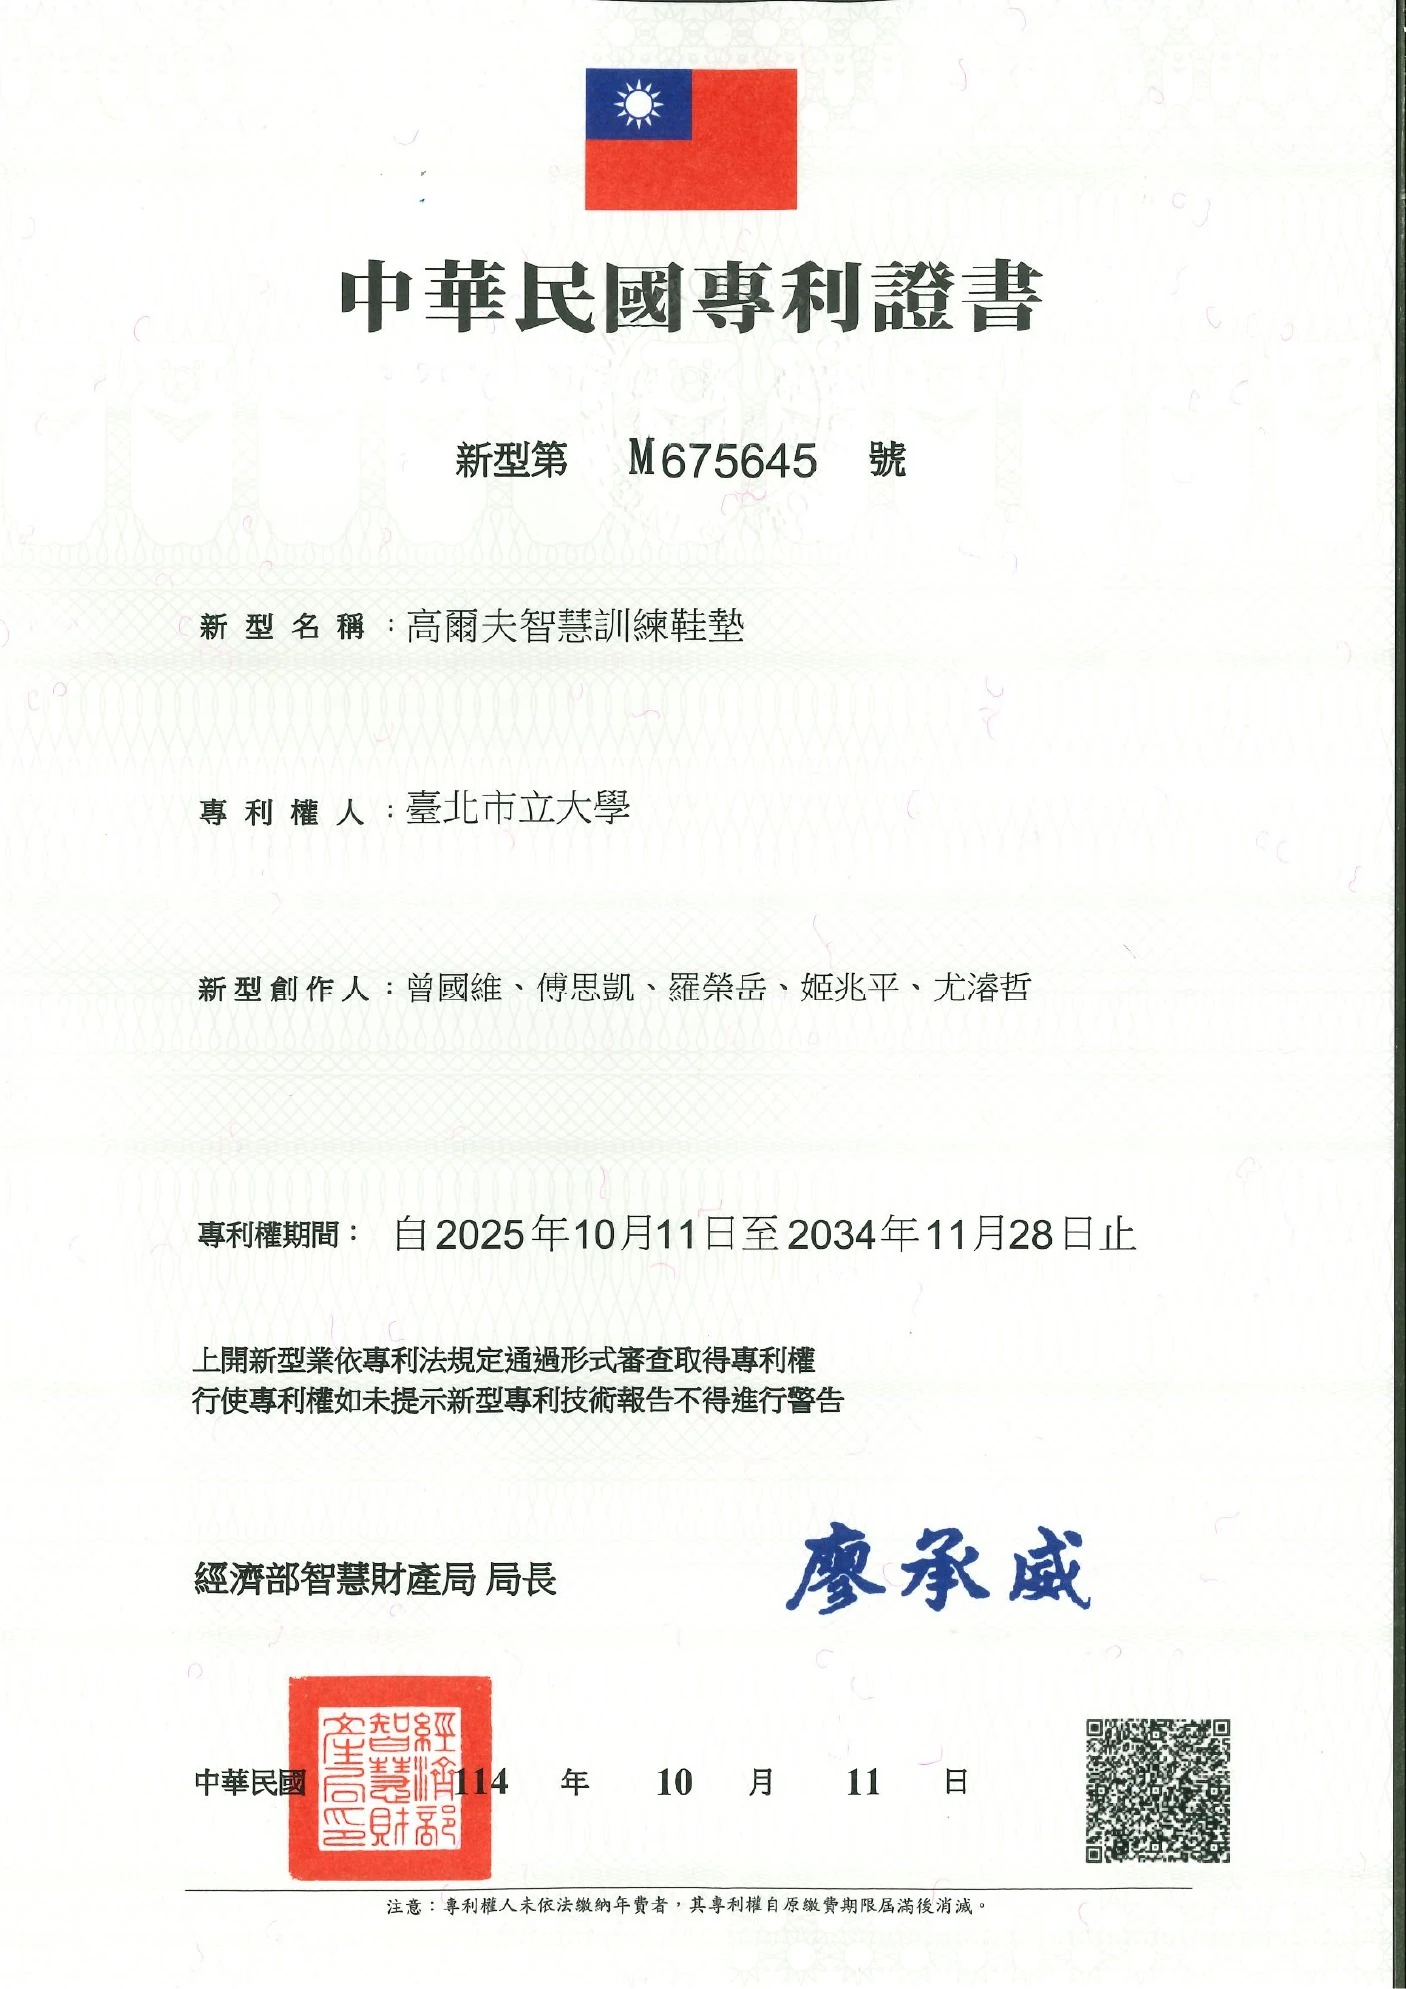 中華民國專利證書
新型第 M675645 號
新型名稱：高爾夫智慧訓練鞋墊
專利權人：臺北市立大學
新型創作人：曾國維、傅思凱、羅榮岳、姬兆平、尤濬哲
專利權期間： 自2025年10月11日至2034年11月28日止
上開新型業依專利法規定通過形式審查取得專利權
行使專利權如未提示新型專利技術報告不得進行警告
經濟部智慧財產局 局長 廖承威
經濟部智慧財產局印
中華民國 114 年 10 月 11 日
注意：專利權人未依法繳納年費者，其專利權自原繳費期限屆滿後消滅。